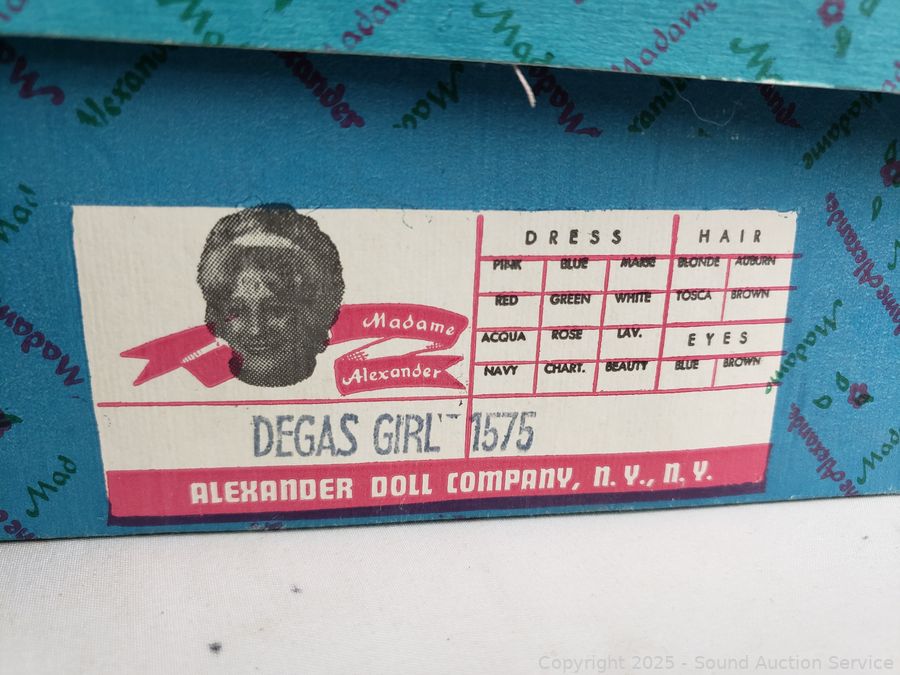 Madame
Alexander
DRESS HAIR
PINK BLUE MAIZE BLONDE AUBURN
RED GREEN WHITE TOSCA BROWN
ACQUA ROSE LAV. EYES
NAVY CHART. BEAUTY BLUE BROWN
DEGAS GIRL 1575
ALEXANDER DOLL COMPANY, N.Y., N.Y.
Copyright 2025 - Sound Auction Service